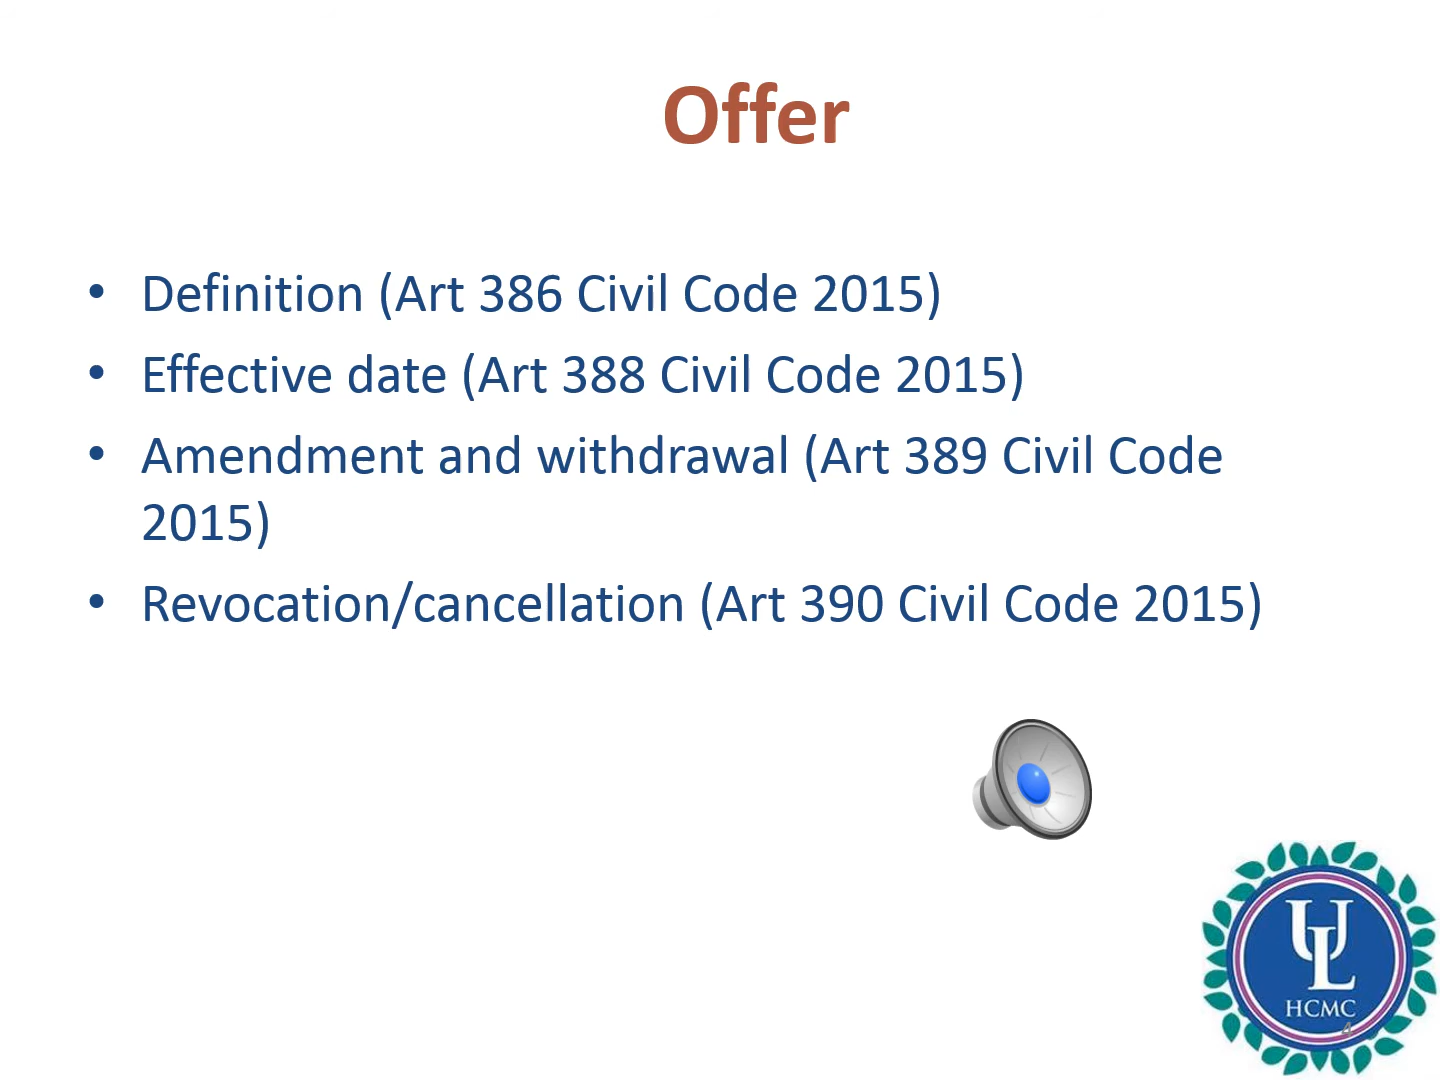 Offer
• Definition (Art 386 Civil Code 2015)
• Effective date (Art 388 Civil Code 2015)
• Amendment and withdrawal (Art 389 Civil Code
2015)
• Revocation/cancellation (Art 390 Civil Code 2015)
UL
HCMC
4